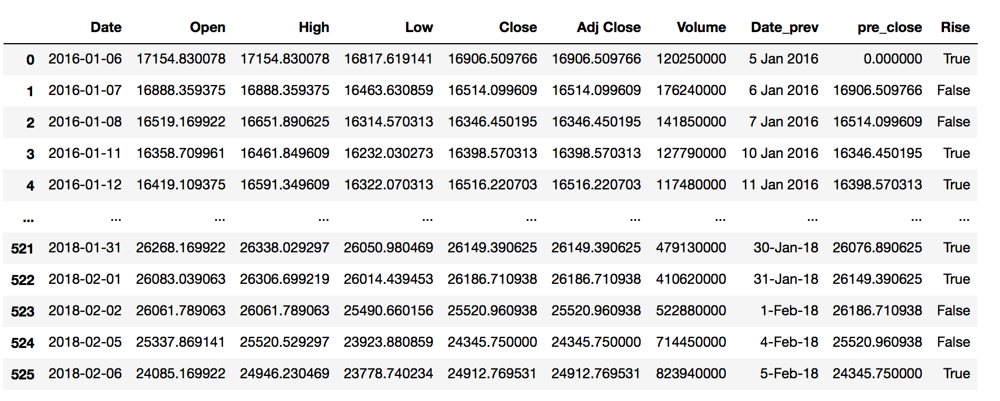 Date Open High Low Close Adj Close Volume Date_prev pre_close Rise
0 2016-01-06 17154.830078 17154.830078 16817.619141 16906.509766 16906.509766 120250000 5 Jan 2016 0.000000 True
1 2016-01-07 16888.359375 16888.359375 16463.630859 16514.099609 16514.099609 176240000 6 Jan 2016 16906.509766 False
2 2016-01-08 16519.169922 16651.890625 16314.570313 16346.450195 16346.450195 141850000 7 Jan 2016 16514.099609 False
3 2016-01-11 16358.709961 16461.849609 16232.030273 16398.570313 16398.570313 127790000 10 Jan 2016 16346.450195 True
4 2016-01-12 16419.109375 16591.349609 16322.070313 16516.220703 16516.220703 117480000 11 Jan 2016 16398.570313 True
... ... ... ... ... ... ... ... ... ... ...
521 2018-01-31 26268.169922 26338.029297 26050.980469 26149.390625 26149.390625 479130000 30-Jan-18 26076.890625 True
522 2018-02-01 26083.039063 26306.699219 26014.439453 26186.710938 26186.710938 410620000 31-Jan-18 26149.390625 True
523 2018-02-02 26061.789063 26061.789063 25490.660156 25520.960938 25520.960938 522880000 1-Feb-18 26186.710938 False
524 2018-02-05 25337.869141 25520.529297 23923.880859 24345.750000 24345.750000 714450000 4-Feb-18 25520.960938 False
525 2018-02-06 24085.169922 24946.230469 23778.740234 24912.769531 24912.769531 823940000 5-Feb-18 24345.750000 True